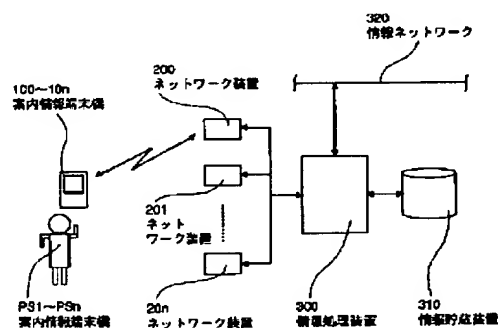 320
情報ネットワーク
100~10n
案内情報端末機
200
ネットワーク装置
201
ネット
ワーク装置
20n
ネットワーク装置
PS1~PSn
案内情報端末機
300
情報処理装置
310
情報貯蔵装置